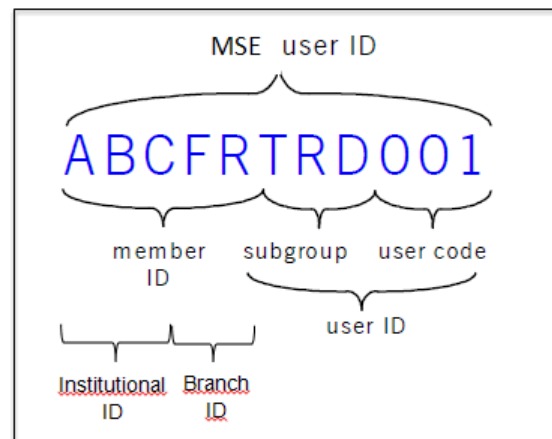 MSE user ID
ABCFRTRD001
member ID
subgroup
user code
user ID
Institutional ID
Branch ID